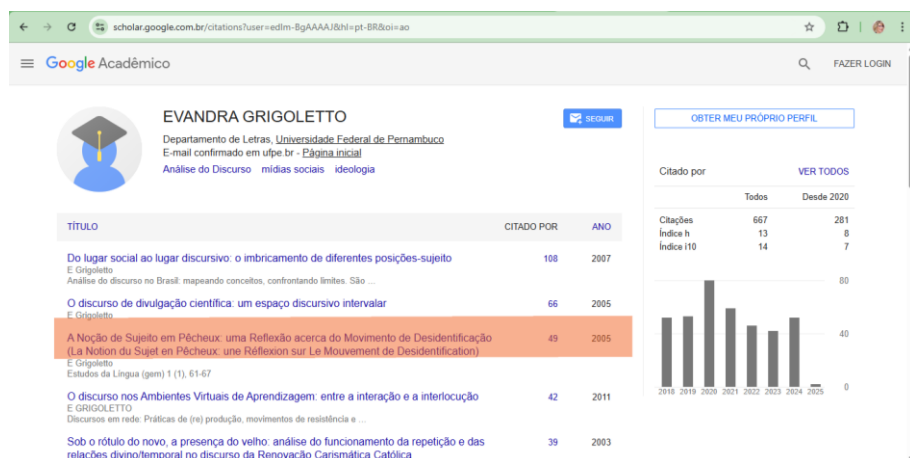 scholar.google.com.br/citations?user=edIm-BgAAAAJ&hl=pt-BR&oi=ao
Google Acadêmico
FAZER LOGIN
EVANDRA GRIGOLETTO
SEGUIR
Departamento de Letras, Universidade Federal de Pernambuco
E-mail confirmado em ufpe.br - Página inicial
Análise do Discurso mídias sociais ideologia
TÍTULO CITADO POR ANO
Do lugar social ao lugar discursivo: o imbricamento de diferentes posições-sujeito 108 2007
E Grigoletto
Análise do discurso no Brasil: mapeando conceitos, confrontando limites. São ...
O discurso de divulgação científica: um espaço discursivo intervalar 66 2005
E Grigoletto
A Noção de Sujeito em Pêcheux: uma Reflexão acerca do Movimento de Desidentificação 49 2005
(La Notion du Sujet en Pêcheux: une Réflexion sur Le Mouvement de Desidentification)
E Grigoletto
Estudos da Língua (gem) 1 (1), 61-67
O discurso nos Ambientes Virtuais de Aprendizagem: entre a interação e a interlocução 42 2011
E GRIGOLETTO
Discursos em rede: Práticas de (re) produção, movimentos de resistência e ...
Sob o rótulo do novo, a presença do velho: análise do funcionamento da repetição e das 39 2003
relações divino/temporal no discurso da Renovação Carismática Católica
OBTER MEU PRÓPRIO PERFIL
Citado por VER TODOS
Todos Desde 2020
Citações 667 281
Índice h 13 8
Índice i10 14 7
80
40
0
2018 2019 2020 2021 2022 2023 2024 2025